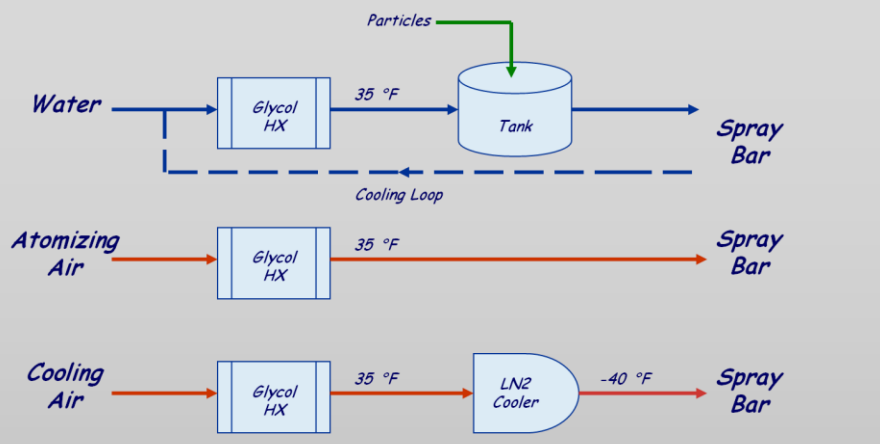 Particles
Water
Glycol
HX
35 °F
Tank
Spray
Bar
Cooling Loop
Atomizing
Air
Glycol
HX
35 °F
Spray
Bar
Cooling
Air
Glycol
HX
35 °F
LN2
Cooler
-40 °F
Spray
Bar